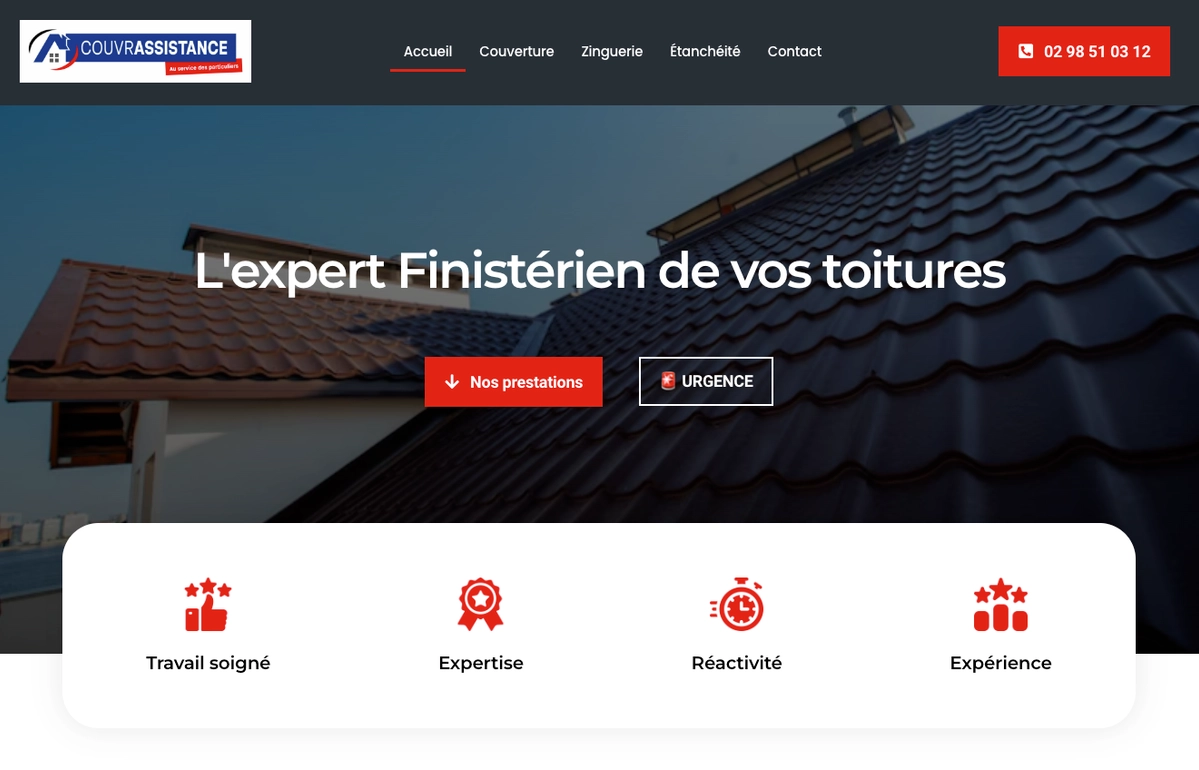 COUVRASSISTANCE
Au service des particuliers
Accueil
Couverture
Zinguerie
Étanchéité
Contact
02 98 51 03 12
L'expert Finistérien de vos toitures
Nos prestations
URGENCE
Travail soigné
Expertise
Réactivité
Expérience